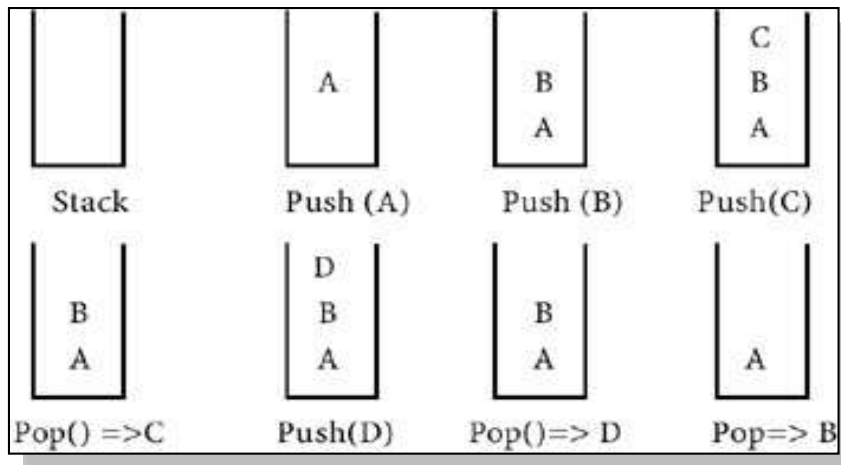 A
B
A
C
B
A
Stack
Push (A)
Push (B)
Push(C)
B
A
D
B
A
B
A
A
Pop() =>C
Push(D)
Pop()=> D
Pop=> B